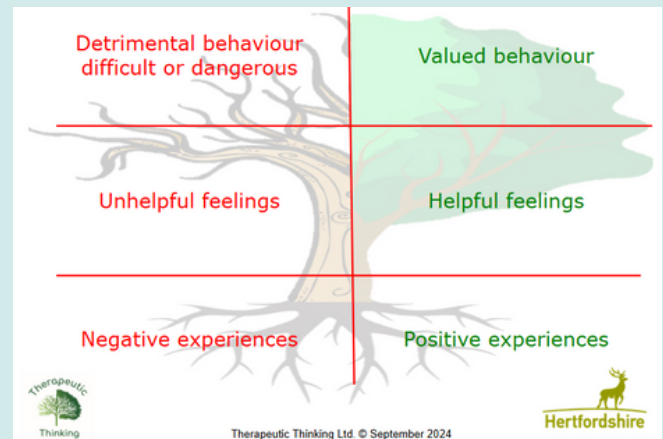 Detrimental behaviour
difficult or dangerous
Valued behaviour
Unhelpful feelings
Helpful feelings
Negative experiences
Positive experiences
Therapeutic
Thinking
Therapeutic Thinking Ltd. © September 2024
Hertfordshire